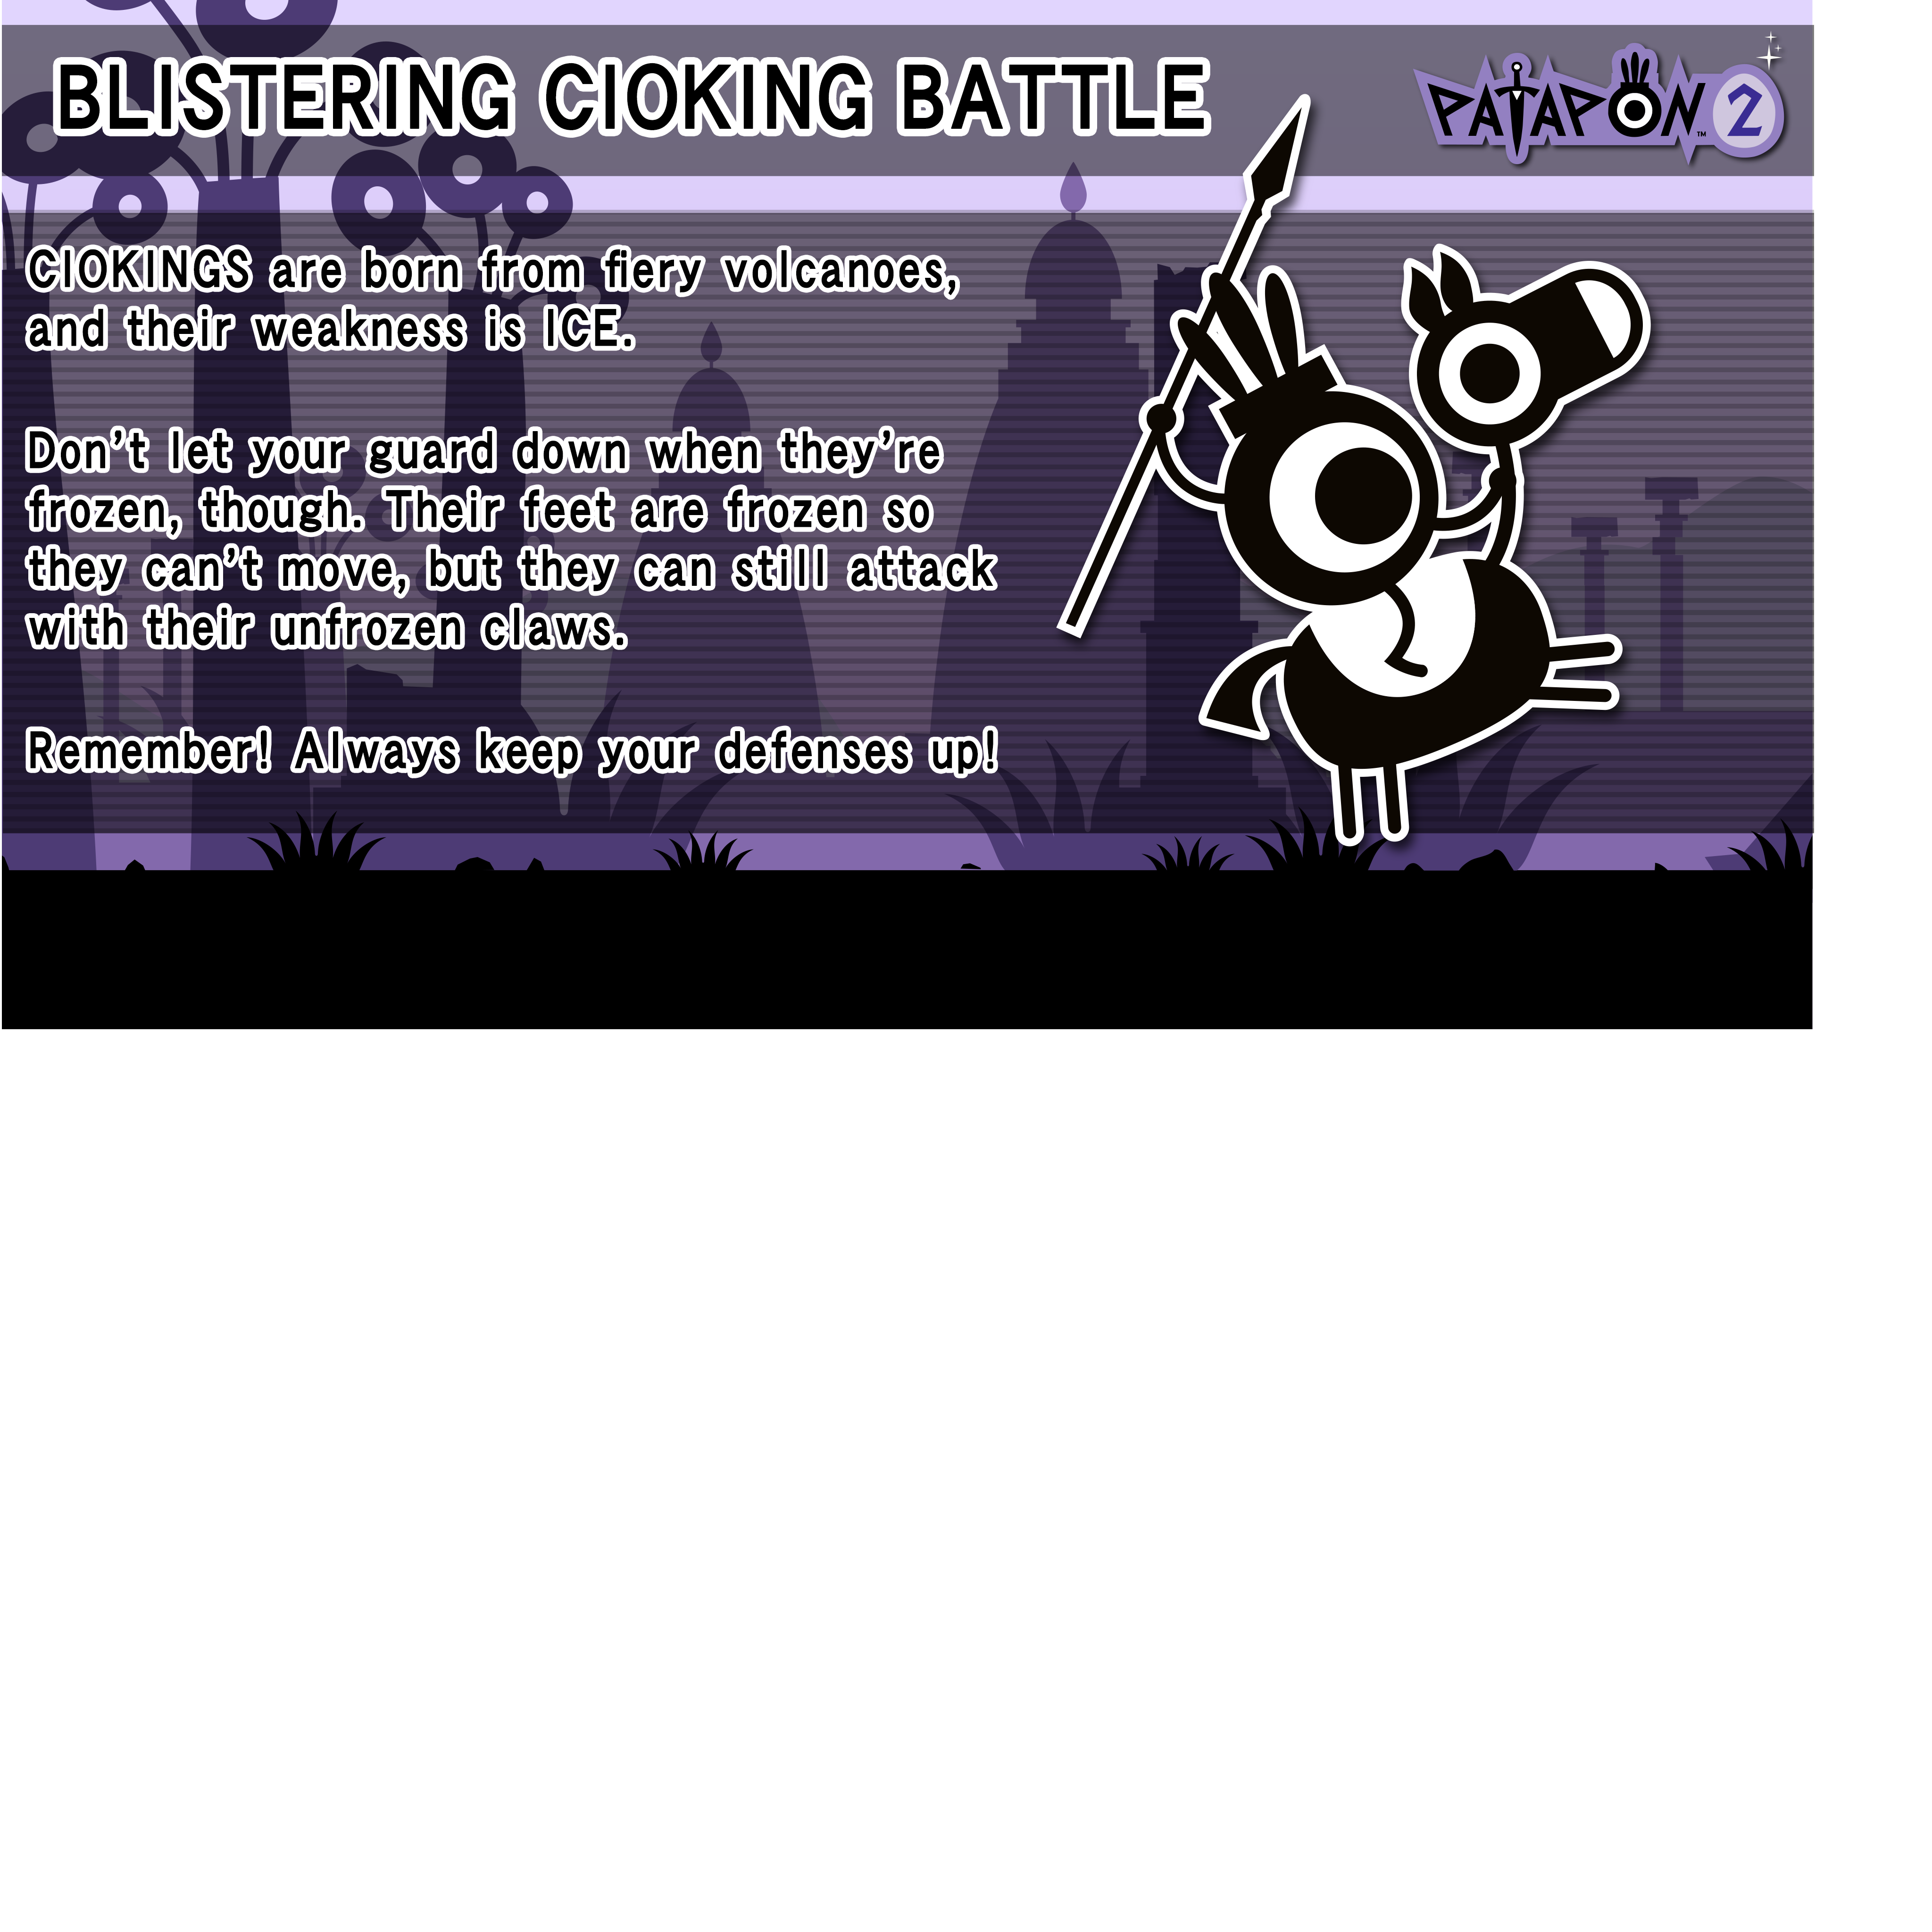 BLISTERING CIOKING BATTLE
PATAPON™ 2
CIOKINGS are born from fiery volcanoes,
and their weakness is ICE.
Don't let your guard down when they're
frozen, though. Their feet are frozen so
they can't move, but they can still attack
with their unfrozen claws.
Remember! Always keep your defenses up!